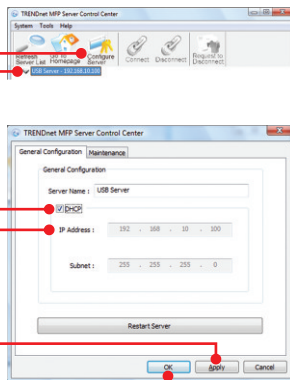 TRENDnet MFP Server Control Center
System Tools Help
Refresh Server List
Go To Homepage
Configure Server
Connect
Disconnect
Request to Disconnect
USB Server - 192.168.10.100
TRENDnet MFP Server Control Center
General Configuration Maintenance
General Configuration
Server Name : USB Server
DHCP
IP Address : 192 . 168 . 10 . 100
Subnet : 255 . 255 . 255 . 0
Restart Server
OK Apply Cancel